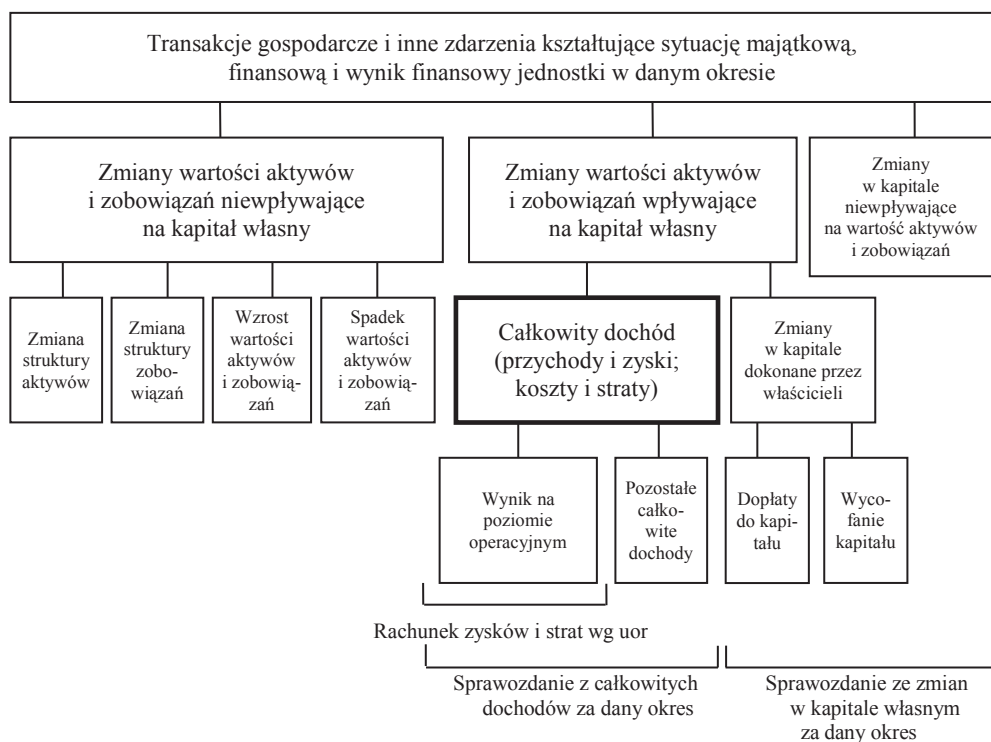 Transakcje gospodarcze i inne zdarzenia kształtujące sytuację majątkową,
finansową i wynik finansowy jednostki w danym okresie
Zmiany wartości aktywów
i zobowiązań niewpływające
na kapitał własny
Zmiany wartości aktywów
i zobowiązań wpływające
na kapitał własny
Zmiany
w kapitale
niewpływające
na wartość aktywów
i zobowiązań
Zmiana
struktury
aktywów
Zmiana
struktury
zobo-
wiązań
Wzrost
wartości
aktywów
i zobowią-
zań
Spadek
wartości
aktywów
i zobowią-
zań
Całkowity dochód
(przychody i zyski;
koszty i straty)
Zmiany
w kapitale
dokonane przez
właścicieli
Wynik na
poziomie
operacyjnym
Pozostałe
całko-
wite
dochody
Dopłaty
do kapi-
tału
Wyco-
fanie
kapitału
Rachunek zysków i strat wg uor
Sprawozdanie z całkowitych
dochodów za dany okres
Sprawozdanie ze zmian
w kapitale własnym
za dany okres